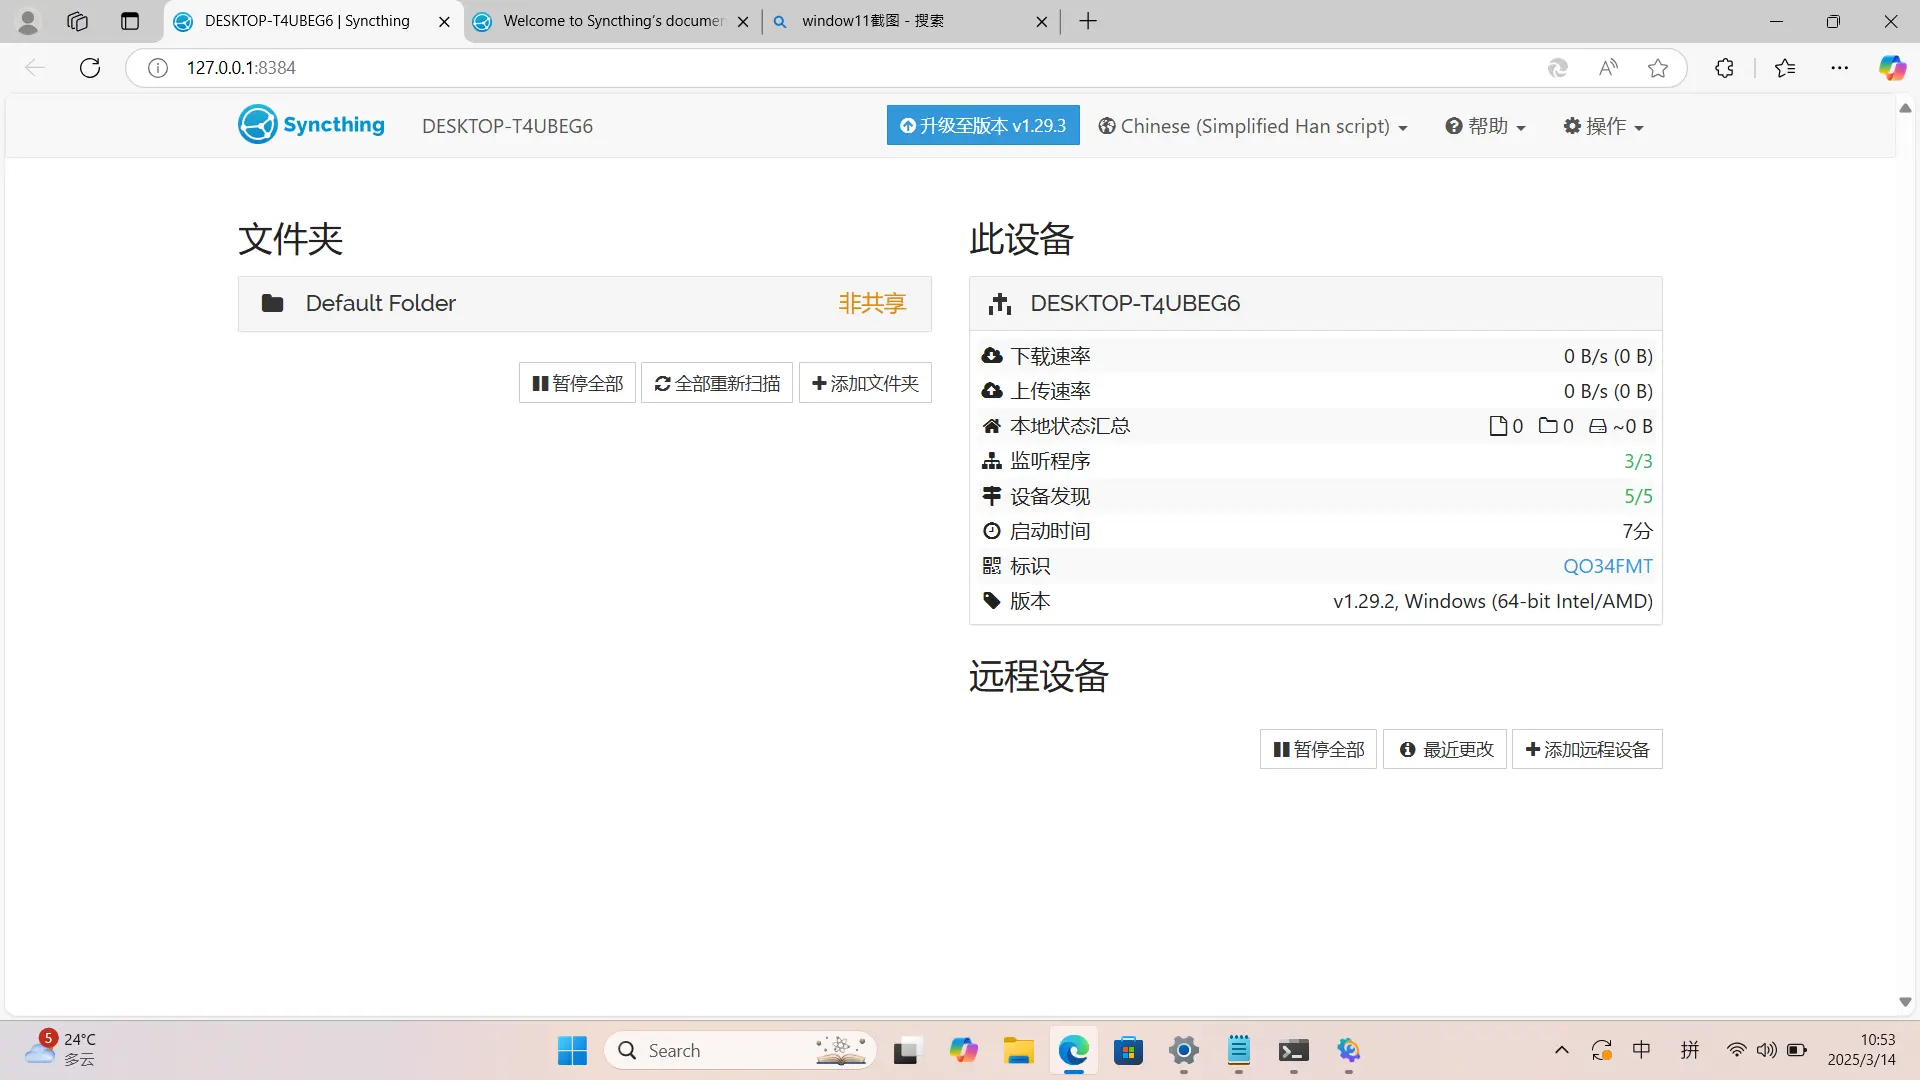 DESKTOP-T4UBEG6 | Syncthing
Welcome to Syncthing's documen
window11截图 - 搜索
127.0.0.1:8384
Syncthing DESKTOP-T4UBEG6 升级至版本 v1.29.3 Chinese (Simplified Han script) 帮助 操作
文件夹
Default Folder 非共享
暂停全部 全部重新扫描 添加文件夹
此设备
DESKTOP-T4UBEG6
下载速率 0 B/s (0 B)
上传速率 0 B/s (0 B)
本地状态汇总 0 0 ~0 B
监听程序 3/3
设备发现 5/5
启动时间 7分
标识 QO34FMT
版本 v1.29.2, Windows (64-bit Intel/AMD)
远程设备
暂停全部 最近更改 添加远程设备
5 24°C
多云
Search
中 拼
10:53
2025/3/14